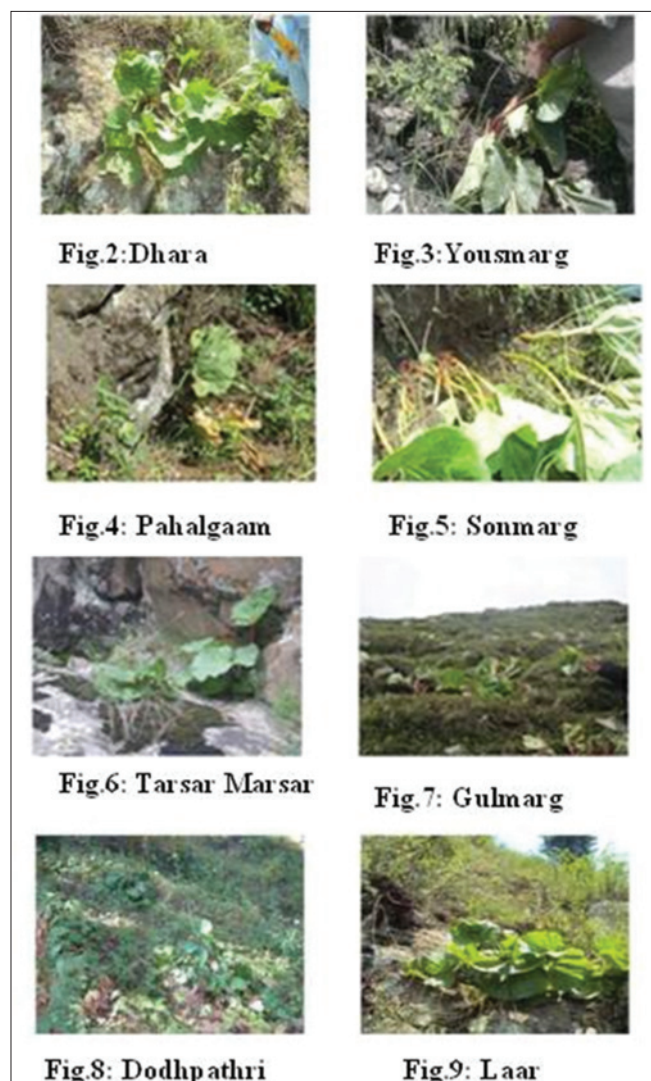 Fig.2:Dhara
Fig.3:Yousmarg
Fig.4: Pahalgaam
Fig.5: Sonmarg
Fig.6: Tarsar Marsar
Fig.7: Gulmarg
Fig.8: Dodhpathri
Fig.9: Laar